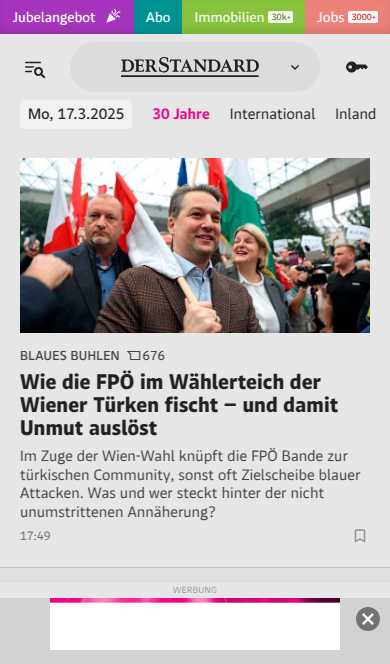 Jubelangebot Abo Immobilien 30k+ Jobs 3000+
DERSTANDARD
Mo, 17.3.2025 30 Jahre International Inland
BLAUES BUHLEN 676
Wie die FPÖ im Wählerteich der
Wiener Türken fischt – und damit
Unmut auslöst
Im Zuge der Wien-Wahl knüpft die FPÖ Bande zur
türkischen Community, sonst oft Zielscheibe blauer
Attacken. Was und wer steckt hinter der nicht
unumstrittenen Annäherung?
17:49
WERBUNG